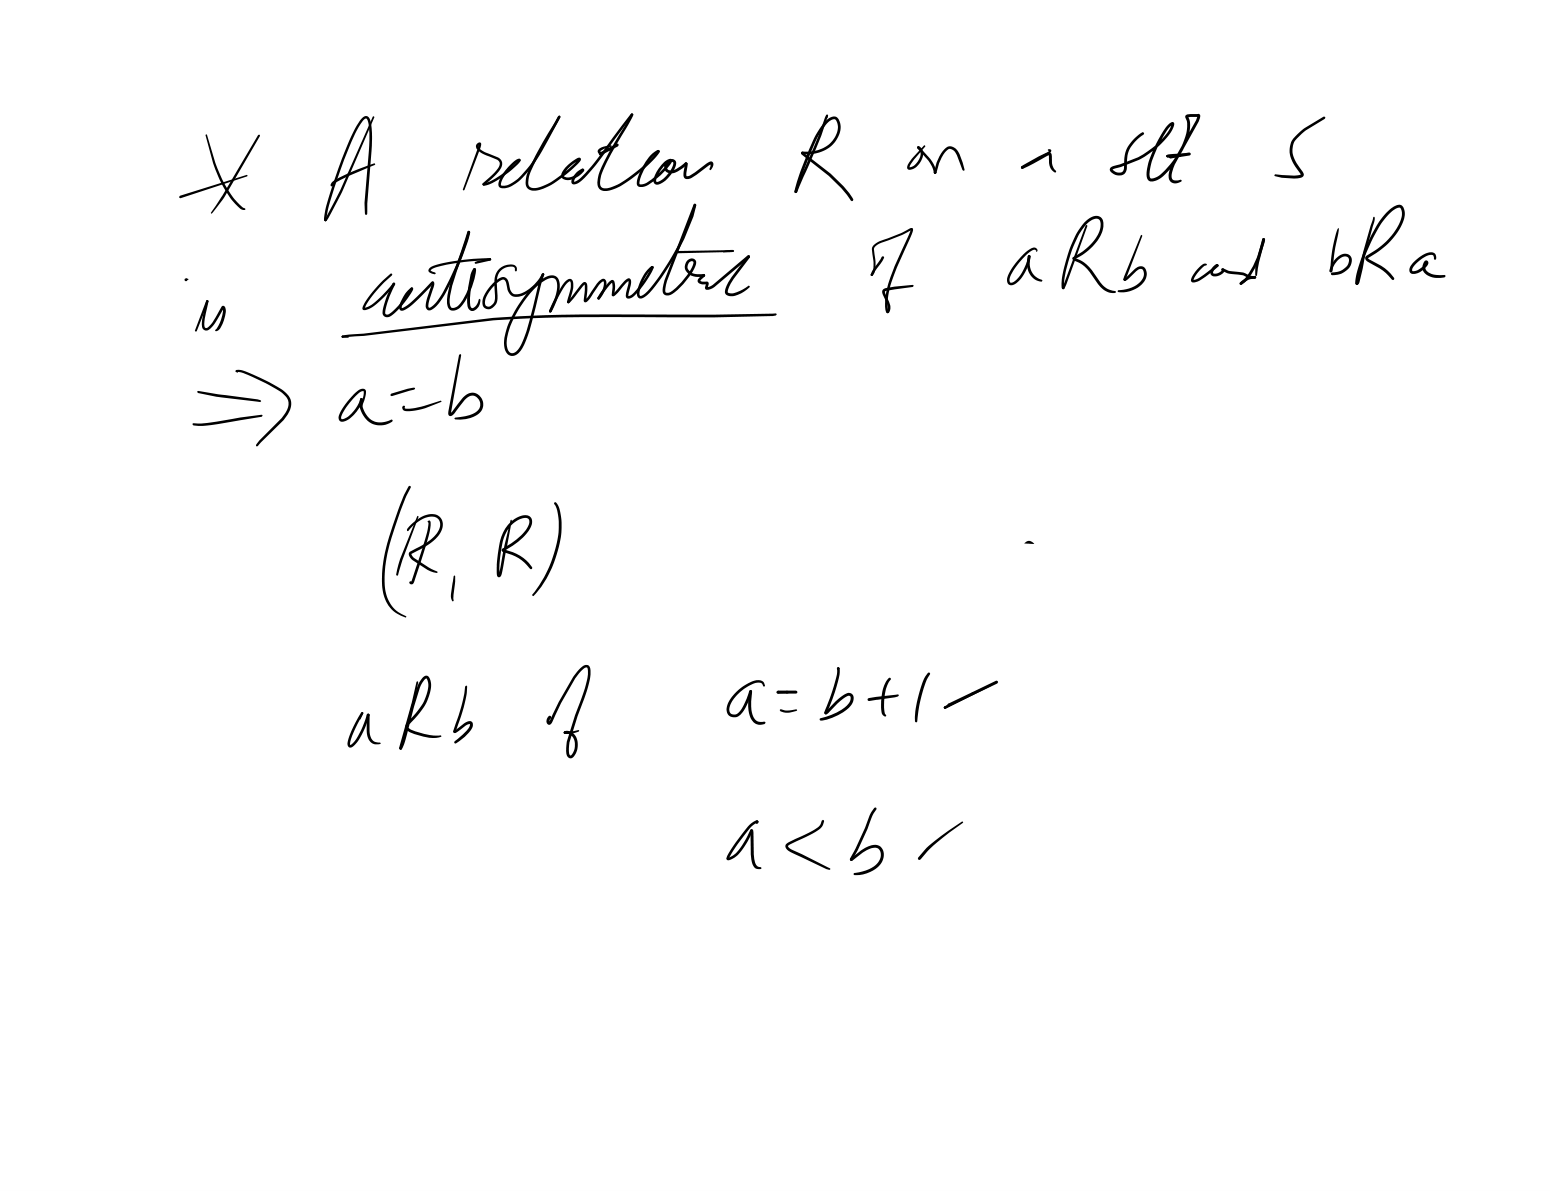 * A relation R on a set S
is antisymmetric if aRb and bRa
⇒ a=b
(ℝ, R)
aRb if a=b+1 ✓
a<b ✓